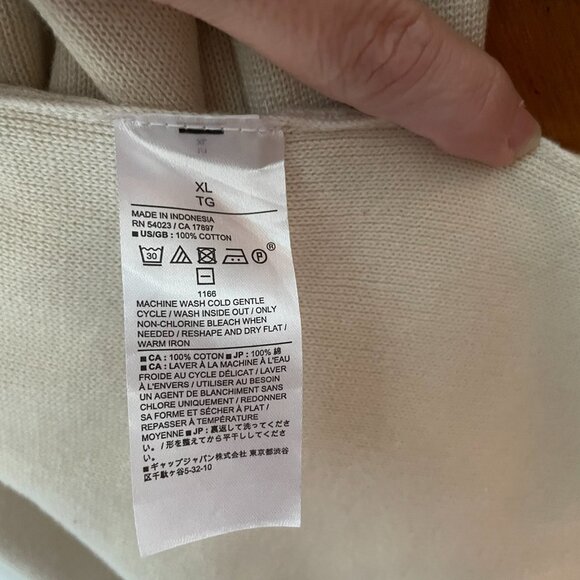 XL
TG
MADE IN INDONESIA
RN 54023 / CA 17897
■ US/GB : 100% COTTON
30
P
®
1166
MACHINE WASH COLD GENTLE
CYCLE / WASH INSIDE OUT / ONLY
NON-CHLORINE BLEACH WHEN
NEEDED / RESHAPE AND DRY FLAT /
WARM IRON
■ CA : 100% COTON ■ JP : 100% 綿
■ CA : LAVER À LA MACHINE À L'EAU
FROIDE AU CYCLE DÉLICAT / LAVER
À L'ENVERS / UTILISER AU BESOIN
UN AGENT DE BLANCHIMENT SANS
CHLORE UNIQUEMENT / REDONNER
SA FORME ET SÉCHER À PLAT /
REPASSER À TEMPÉRATURE
MOYENNE ■ JP : 裏返して洗ってくださ
い。 / 形を整えてから平干ししてくださ
い。
■ ギャップジャパン株式会社 東京都渋谷
区千駄ヶ谷5-32-10